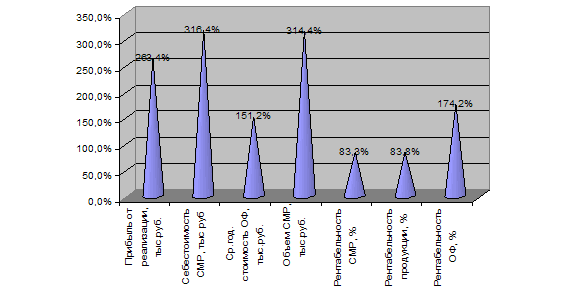 350,0%
300,0%
250,0%
200,0%
150,0%
100,0%
50,0%
0,0%
263,4%
316,4%
151,2%
314,4%
83,3%
83,8%
174,2%
Прибыль от
реализации,
тыс.руб.
Себестоимость
СМР, тыс руб
Ср.год.
стоимость ОФ,
тыс.руб.
Объем СМР,
тыс.руб.
Рентабельность
СМР, %
Рентабельность
продукции, %
Рентабельность
ОФ, %